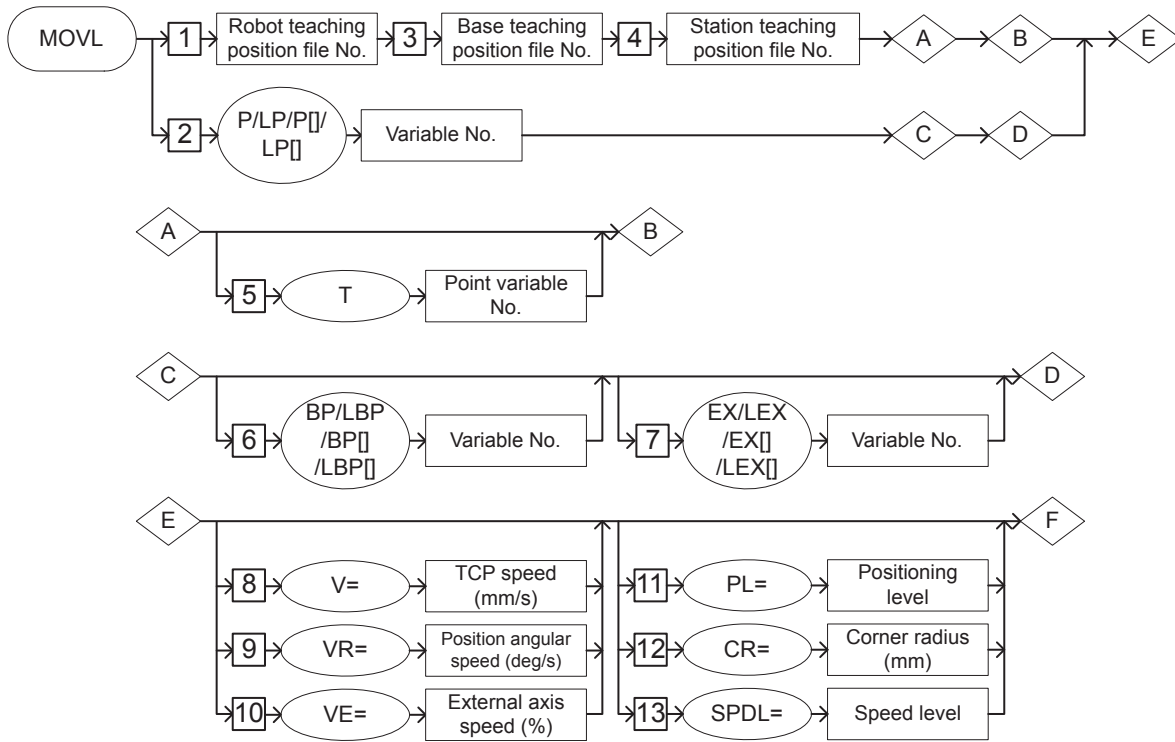 MOVL
1
Robot teaching
position file No.
3
Base teaching
position file No.
4
Station teaching
position file No.
A
B
E
2
P/LP/P[]/
LP[]
Variable No.
C
D
A
B
5
T
Point variable
No.
C
D
6
BP/LBP
/BP[]
/LBP[]
Variable No.
7
EX/LEX
/EX[]
/LEX[]
Variable No.
E
F
8
V=
TCP speed
(mm/s)
11
PL=
Positioning
level
9
VR=
Position angular
speed (deg/s)
12
CR=
Corner radius
(mm)
10
VE=
External axis
speed (%)
13
SPDL=
Speed level